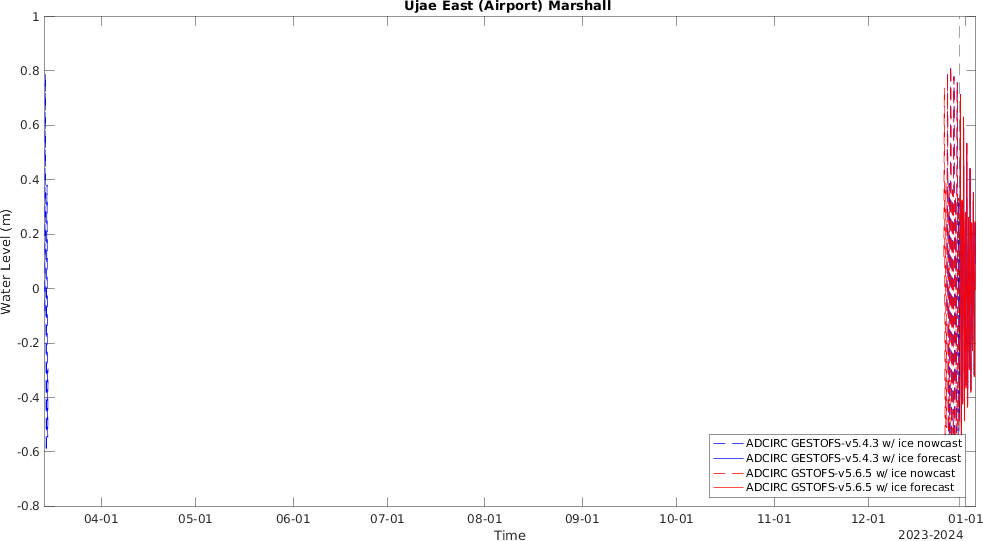 Ujae East (Airport) Marshall
Water Level (m)
1
0.8
0.6
0.4
0.2
0
-0.2
-0.4
-0.6
-0.8
ADCIRC GESTOFS-v5.4.3 w/ ice nowcast
ADCIRC GESTOFS-v5.4.3 w/ ice forecast
ADCIRC GSTOFS-v5.6.5 w/ ice nowcast
ADCIRC GSTOFS-v5.6.5 w/ ice forecast
04-01 05-01 06-01 07-01 08-01 09-01 10-01 11-01 12-01 01-01
Time
2023-2024